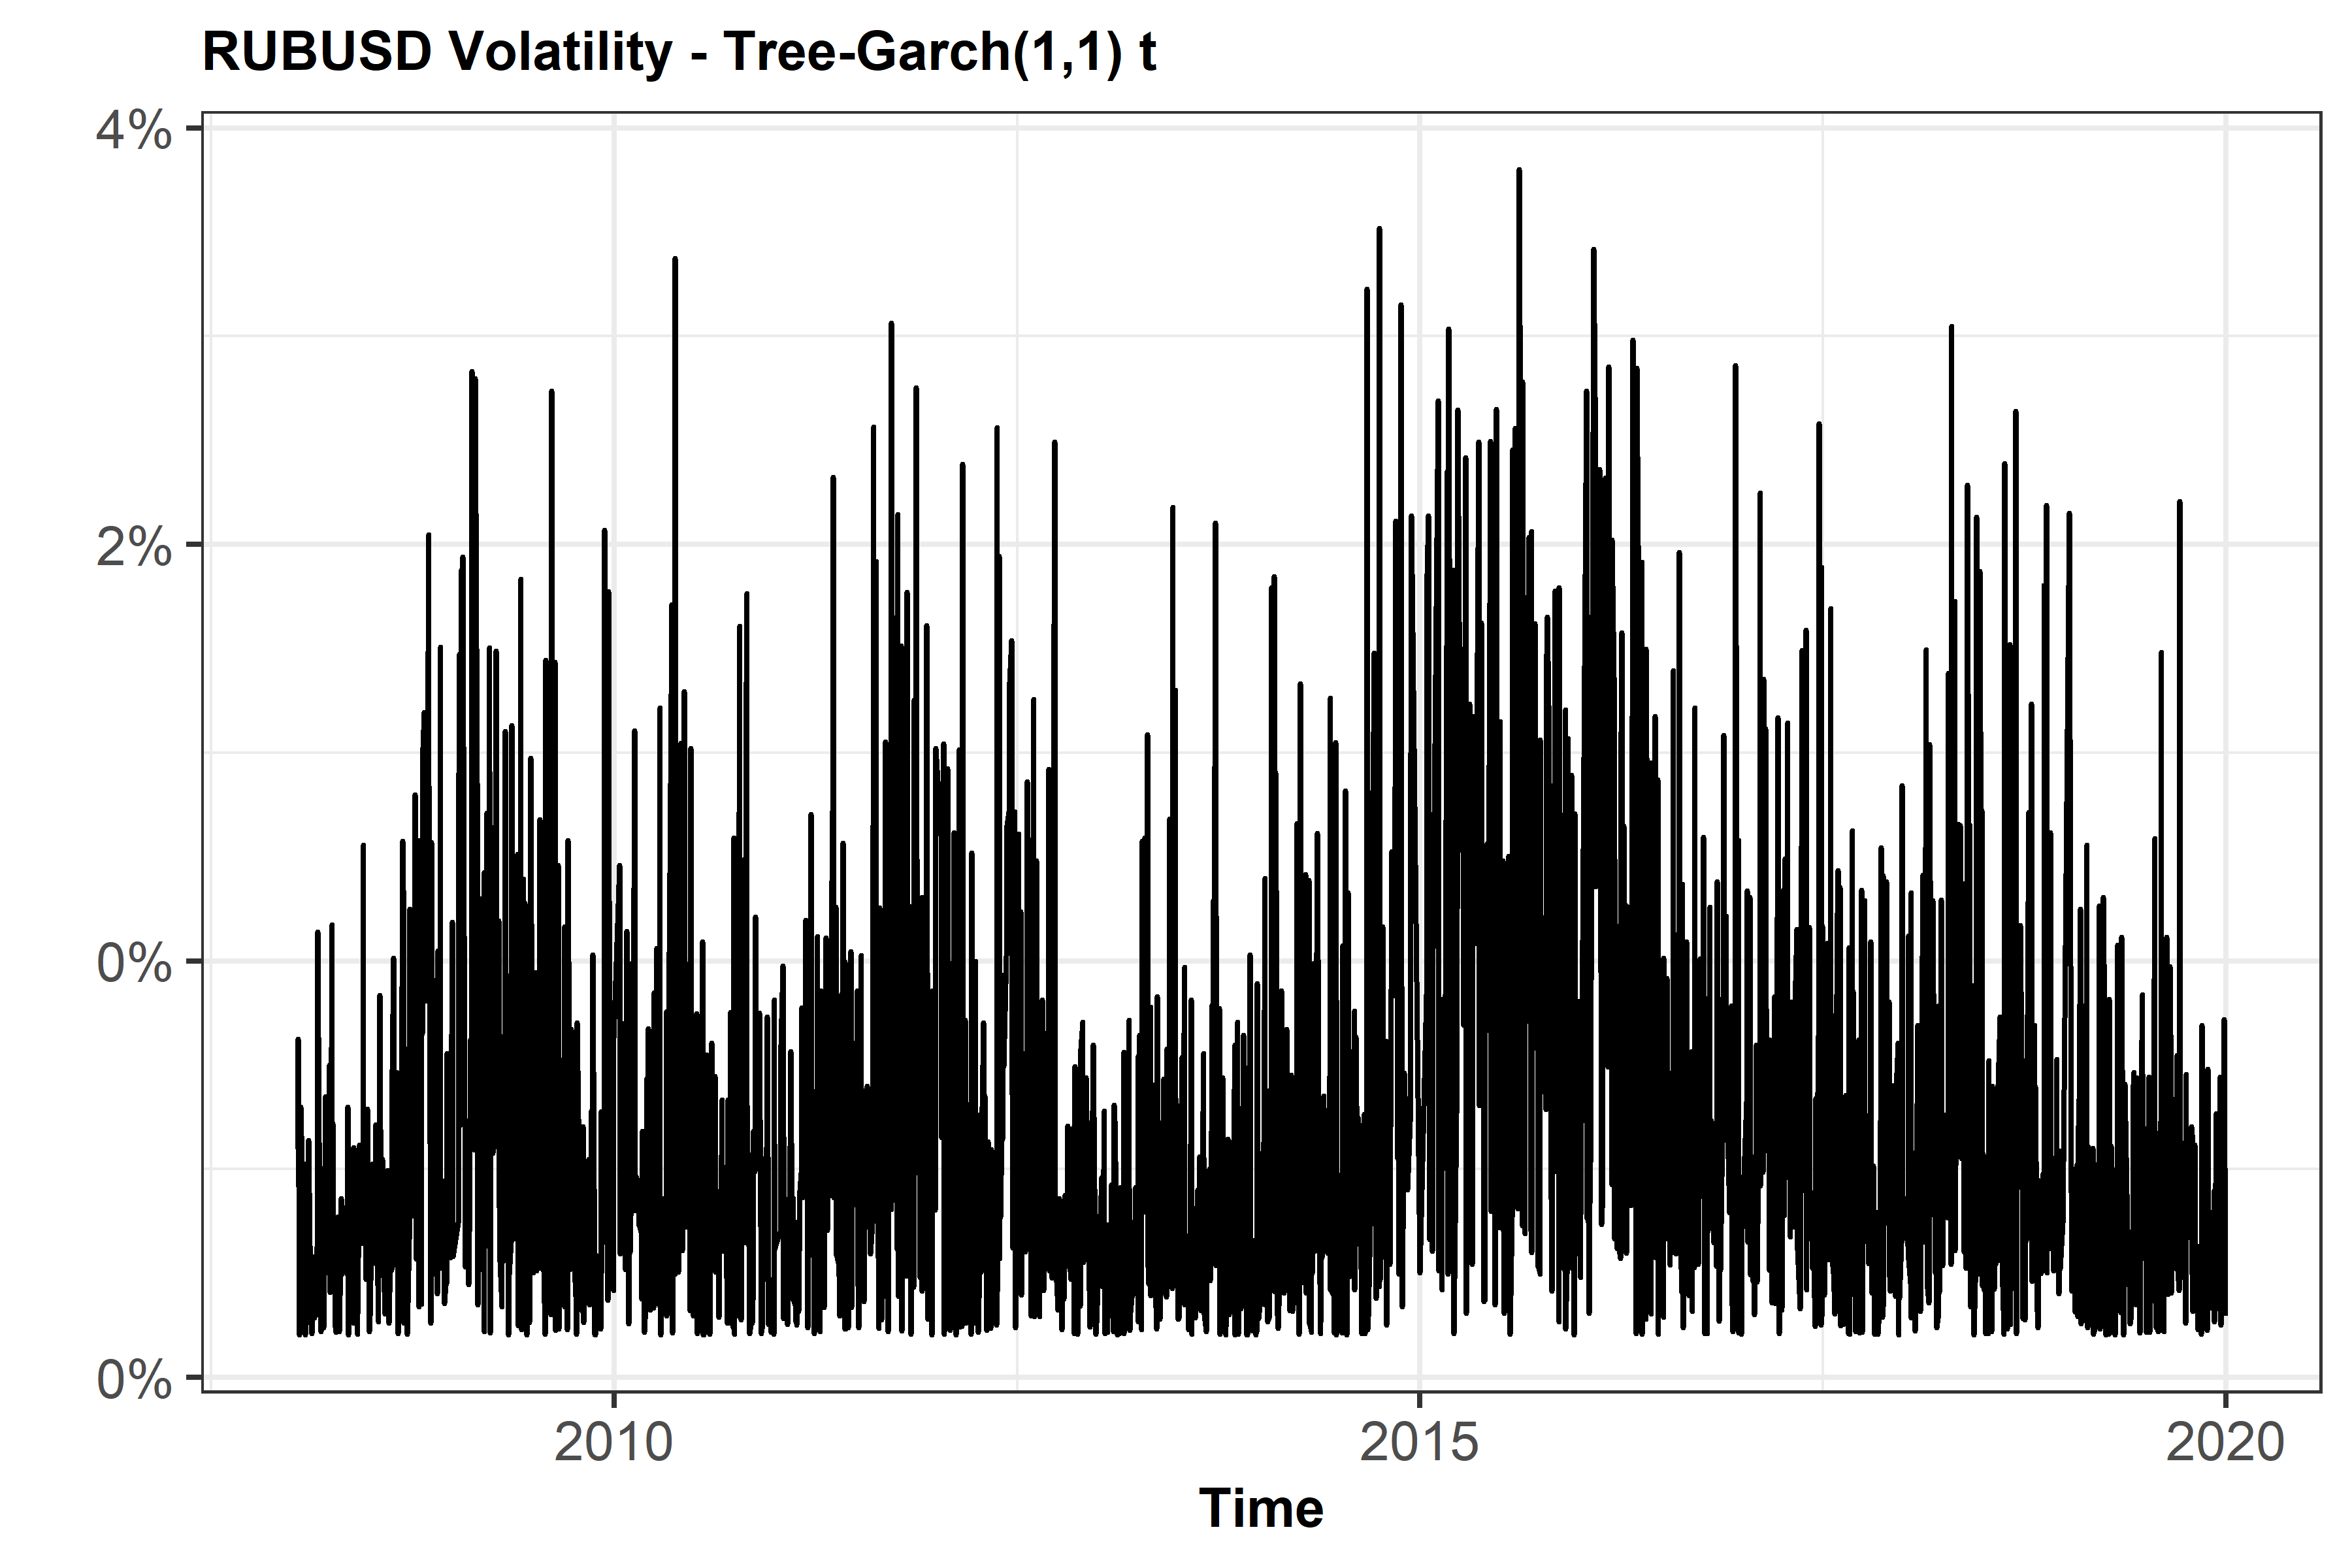 RUBUSD Volatility - Tree-Garch(1,1) t
4%
2%
0%
0%
2010 2015 2020
Time